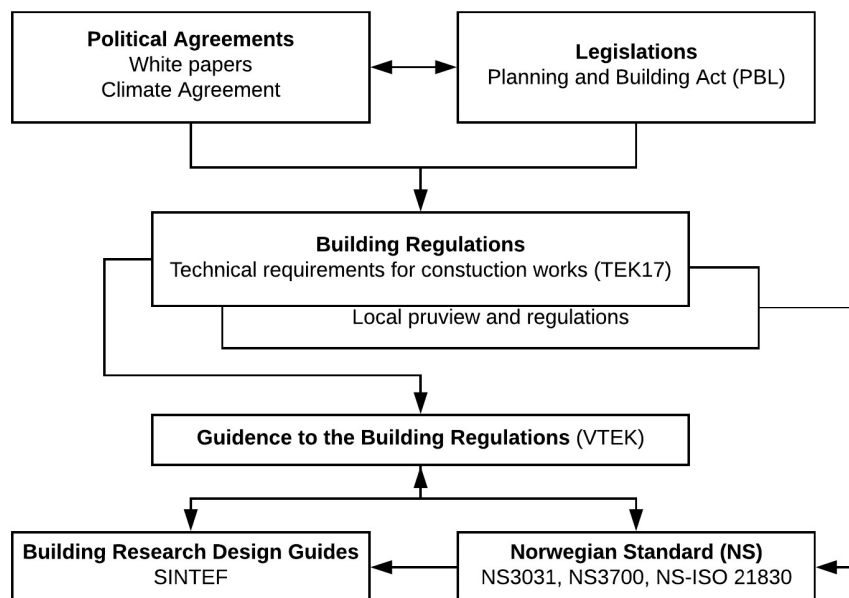 Political Agreements
White papers
Climate Agreement
Legislations
Planning and Building Act (PBL)
Building Regulations
Technical requirements for constuction works (TEK17)
Local pruview and regulations
Guidence to the Building Regulations (VTEK)
Building Research Design Guides
SINTEF
Norwegian Standard (NS)
NS3031, NS3700, NS-ISO 21830